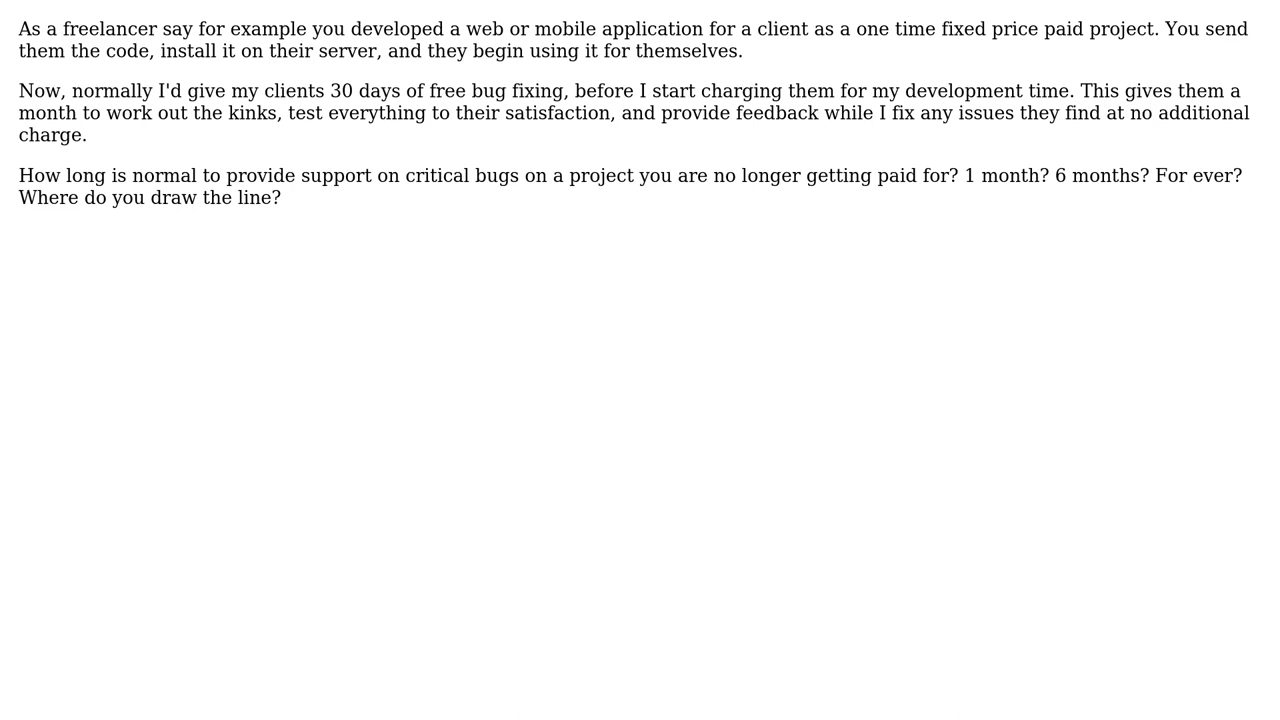 As a freelancer say for example you developed a web or mobile application for a client as a one time fixed price paid project. You send
them the code, install it on their server, and they begin using it for themselves.
Now, normally I'd give my clients 30 days of free bug fixing, before I start charging them for my development time. This gives them a
month to work out the kinks, test everything to their satisfaction, and provide feedback while I fix any issues they find at no additional
charge.
How long is normal to provide support on critical bugs on a project you are no longer getting paid for? 1 month? 6 months? For ever?
Where do you draw the line?